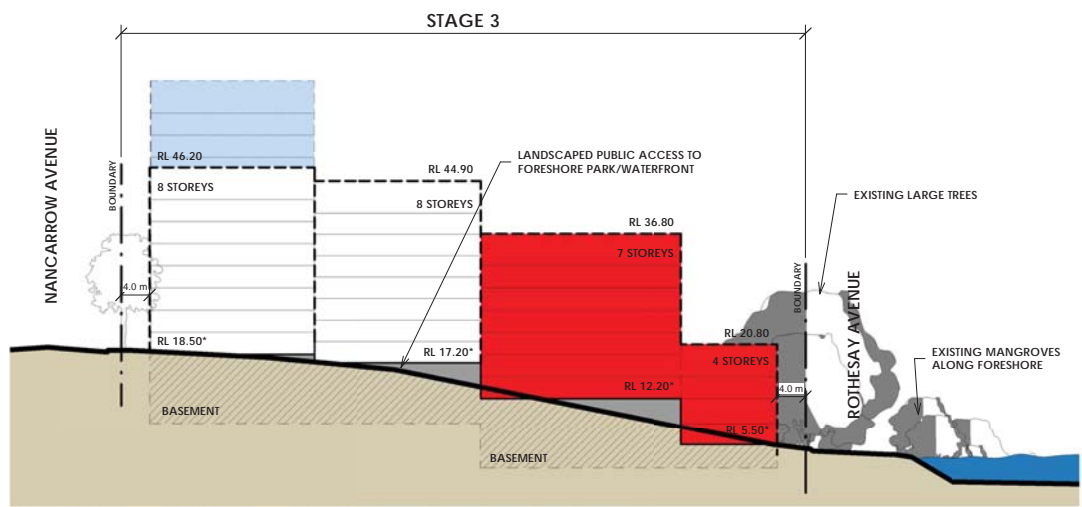 STAGE 3
NANCARROW AVENUE
BOUNDARY
4.0 m
RL 46.20
8 STOREYS
RL 18.50*
BASEMENT
RL 44.90
8 STOREYS
RL 17.20*
LANDSCAPED PUBLIC ACCESS TO
FORESHORE PARK/WATERFRONT
RL 36.80
7 STOREYS
RL 12.20*
BASEMENT
RL 20.80
4 STOREYS
RL 5.50*
4.0 m
BOUNDARY
ROTHESAY AVENUE
EXISTING LARGE TREES
EXISTING MANGROVES
ALONG FORESHORE